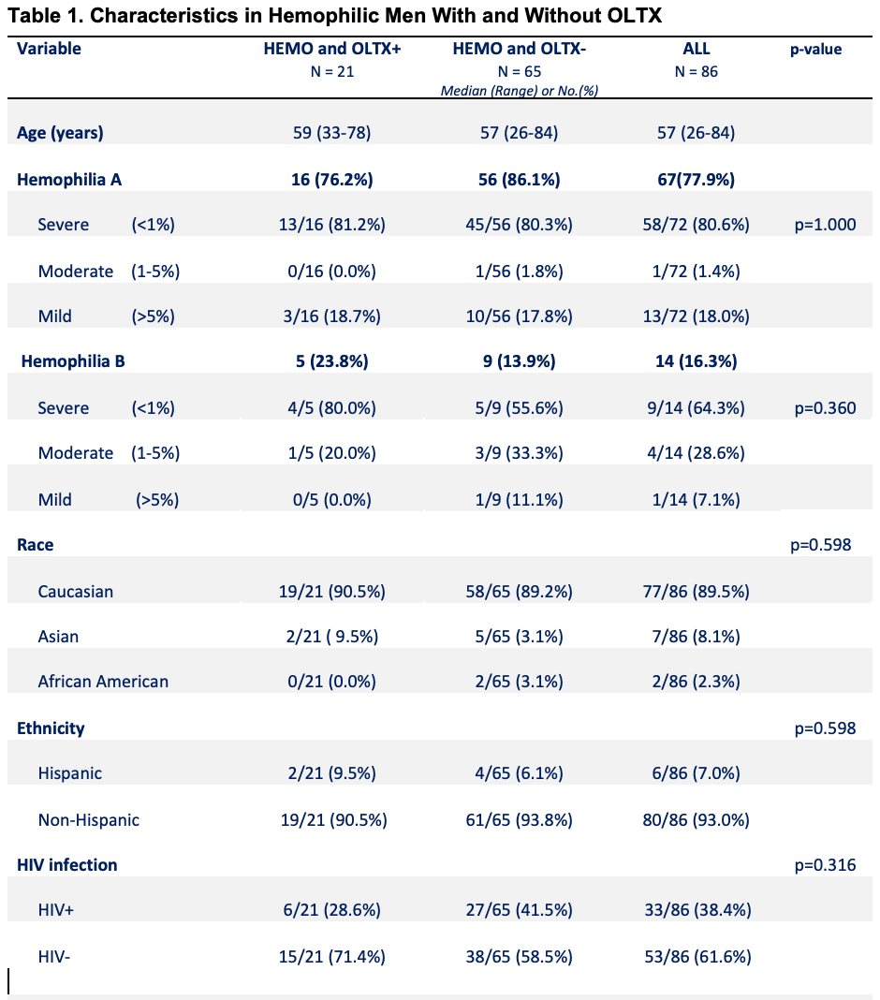 Table 1. Characteristics in Hemophilic Men With and Without OLTX
Variable HEMO and OLTX+ HEMO and OLTX- ALL p-value
N = 21 N = 65 N = 86
Median (Range) or No.(%)
Age (years) 59 (33-78) 57 (26-84) 57 (26-84)
Hemophilia A 16 (76.2%) 56 (86.1%) 67(77.9%)
Severe (<1%) 13/16 (81.2%) 45/56 (80.3%) 58/72 (80.6%) p=1.000
Moderate (1-5%) 0/16 (0.0%) 1/56 (1.8%) 1/72 (1.4%)
Mild (>5%) 3/16 (18.7%) 10/56 (17.8%) 13/72 (18.0%)
Hemophilia B 5 (23.8%) 9 (13.9%) 14 (16.3%)
Severe (<1%) 4/5 (80.0%) 5/9 (55.6%) 9/14 (64.3%) p=0.360
Moderate (1-5%) 1/5 (20.0%) 3/9 (33.3%) 4/14 (28.6%)
Mild (>5%) 0/5 (0.0%) 1/9 (11.1%) 1/14 (7.1%)
Race p=0.598
Caucasian 19/21 (90.5%) 58/65 (89.2%) 77/86 (89.5%)
Asian 2/21 ( 9.5%) 5/65 (3.1%) 7/86 (8.1%)
African American 0/21 (0.0%) 2/65 (3.1%) 2/86 (2.3%)
Ethnicity p=0.598
Hispanic 2/21 (9.5%) 4/65 (6.1%) 6/86 (7.0%)
Non-Hispanic 19/21 (90.5%) 61/65 (93.8%) 80/86 (93.0%)
HIV infection p=0.316
HIV+ 6/21 (28.6%) 27/65 (41.5%) 33/86 (38.4%)
HIV- 15/21 (71.4%) 38/65 (58.5%) 53/86 (61.6%)